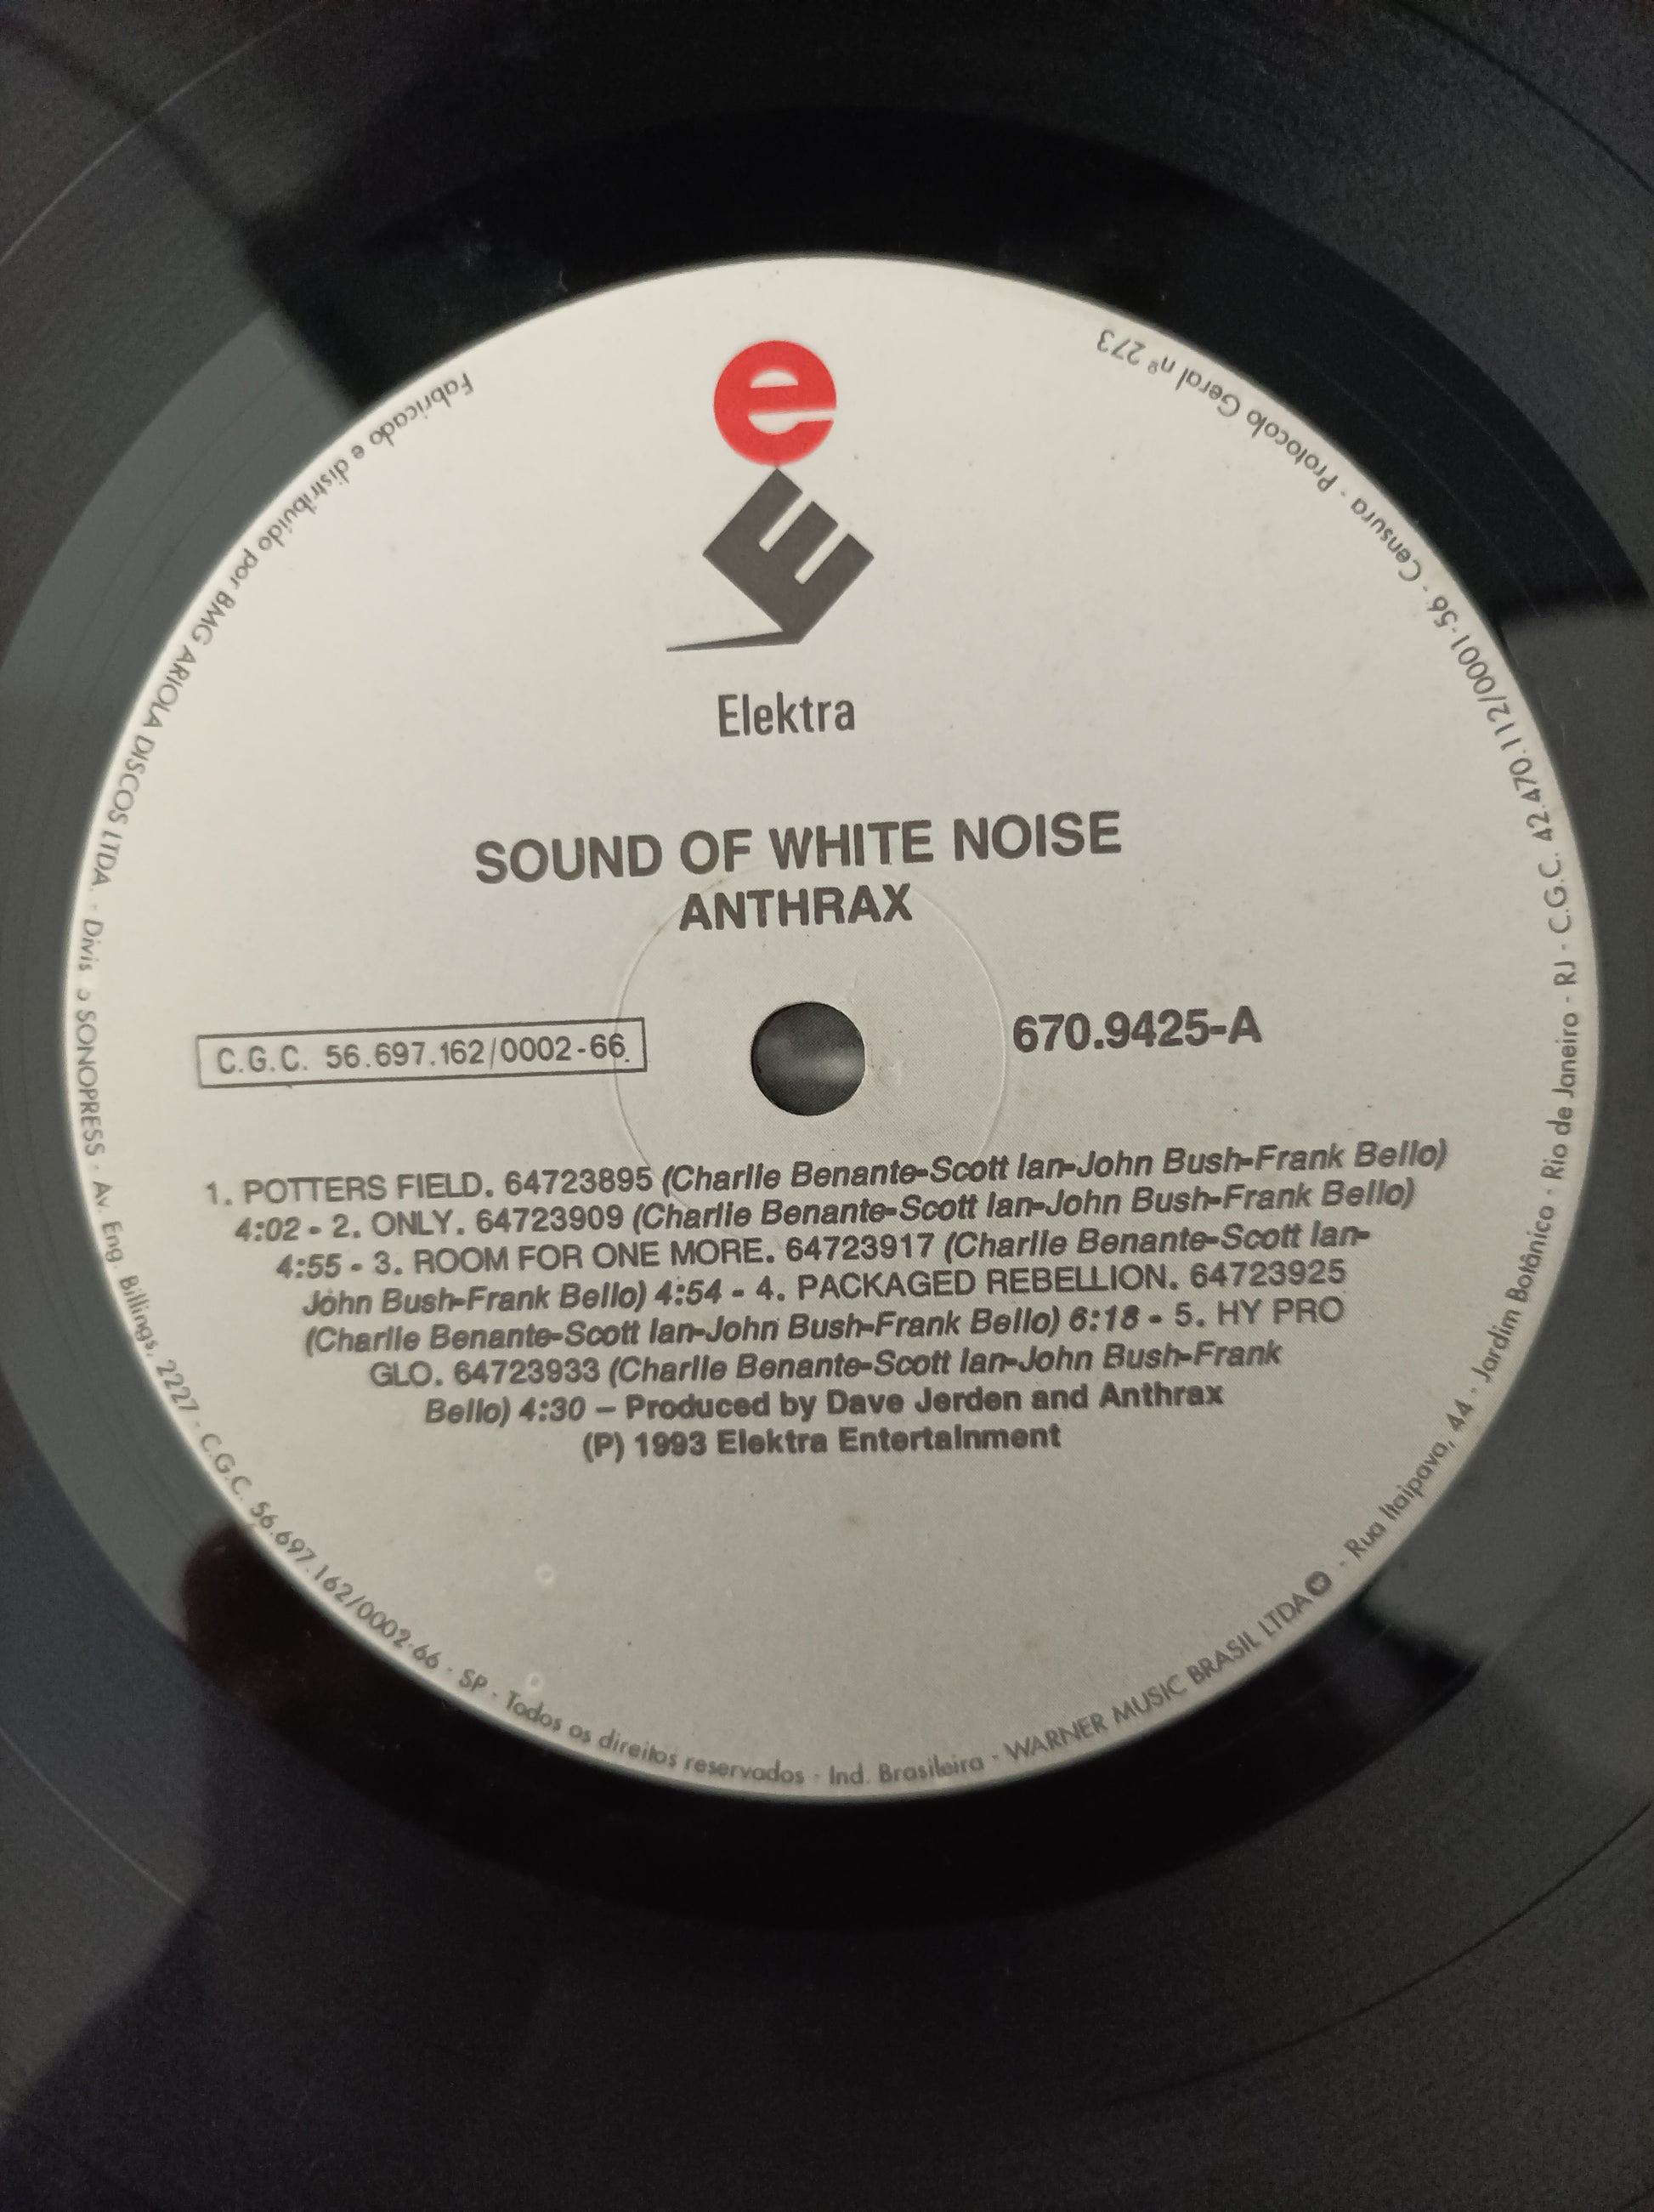 e
E
Elektra
SOUND OF WHITE NOISE
ANTHRAX
C.G.C. 56.697.162/0002-66.
670.9425-A
1. POTTERS FIELD. 64723895 (Charlie Benante-Scott Ian-John Bush-Frank Bello)
4:02 - 2. ONLY. 64723909 (Charlie Benante-Scott Ian-John Bush-Frank Bello)
4:55 - 3. ROOM FOR ONE MORE. 64723917 (Charlie Benante-Scott Ian-
John Bush-Frank Bello) 4:54 - 4. PACKAGED REBELLION. 64723925
(Charlie Benante-Scott Ian-John Bush-Frank Bello) 6:18 - 5. HY PRO
GLO. 64723933 (Charlie Benante-Scott Ian-John Bush-Frank
Bello) 4:30 – Produced by Dave Jerden and Anthrax
(P) 1993 Elektra Entertainment
Fabricado e distribuído por BMG ARIOLA DISCOS LTDA. - Divis o SONOPRESS - Av. Eng. Billings, 2227 - C.G.C. 56.697.162/0002-66 - SP - Todos os direitos reservados - Ind. Brasileira - WARNER MUSIC BRASIL LTDA - Rua Itaipava, 44 - Jardim Botânico - Rio de Janeiro - RJ - C.G.C. 42.470.112/0001-56 - Censura - Protocolo Geral nº 273